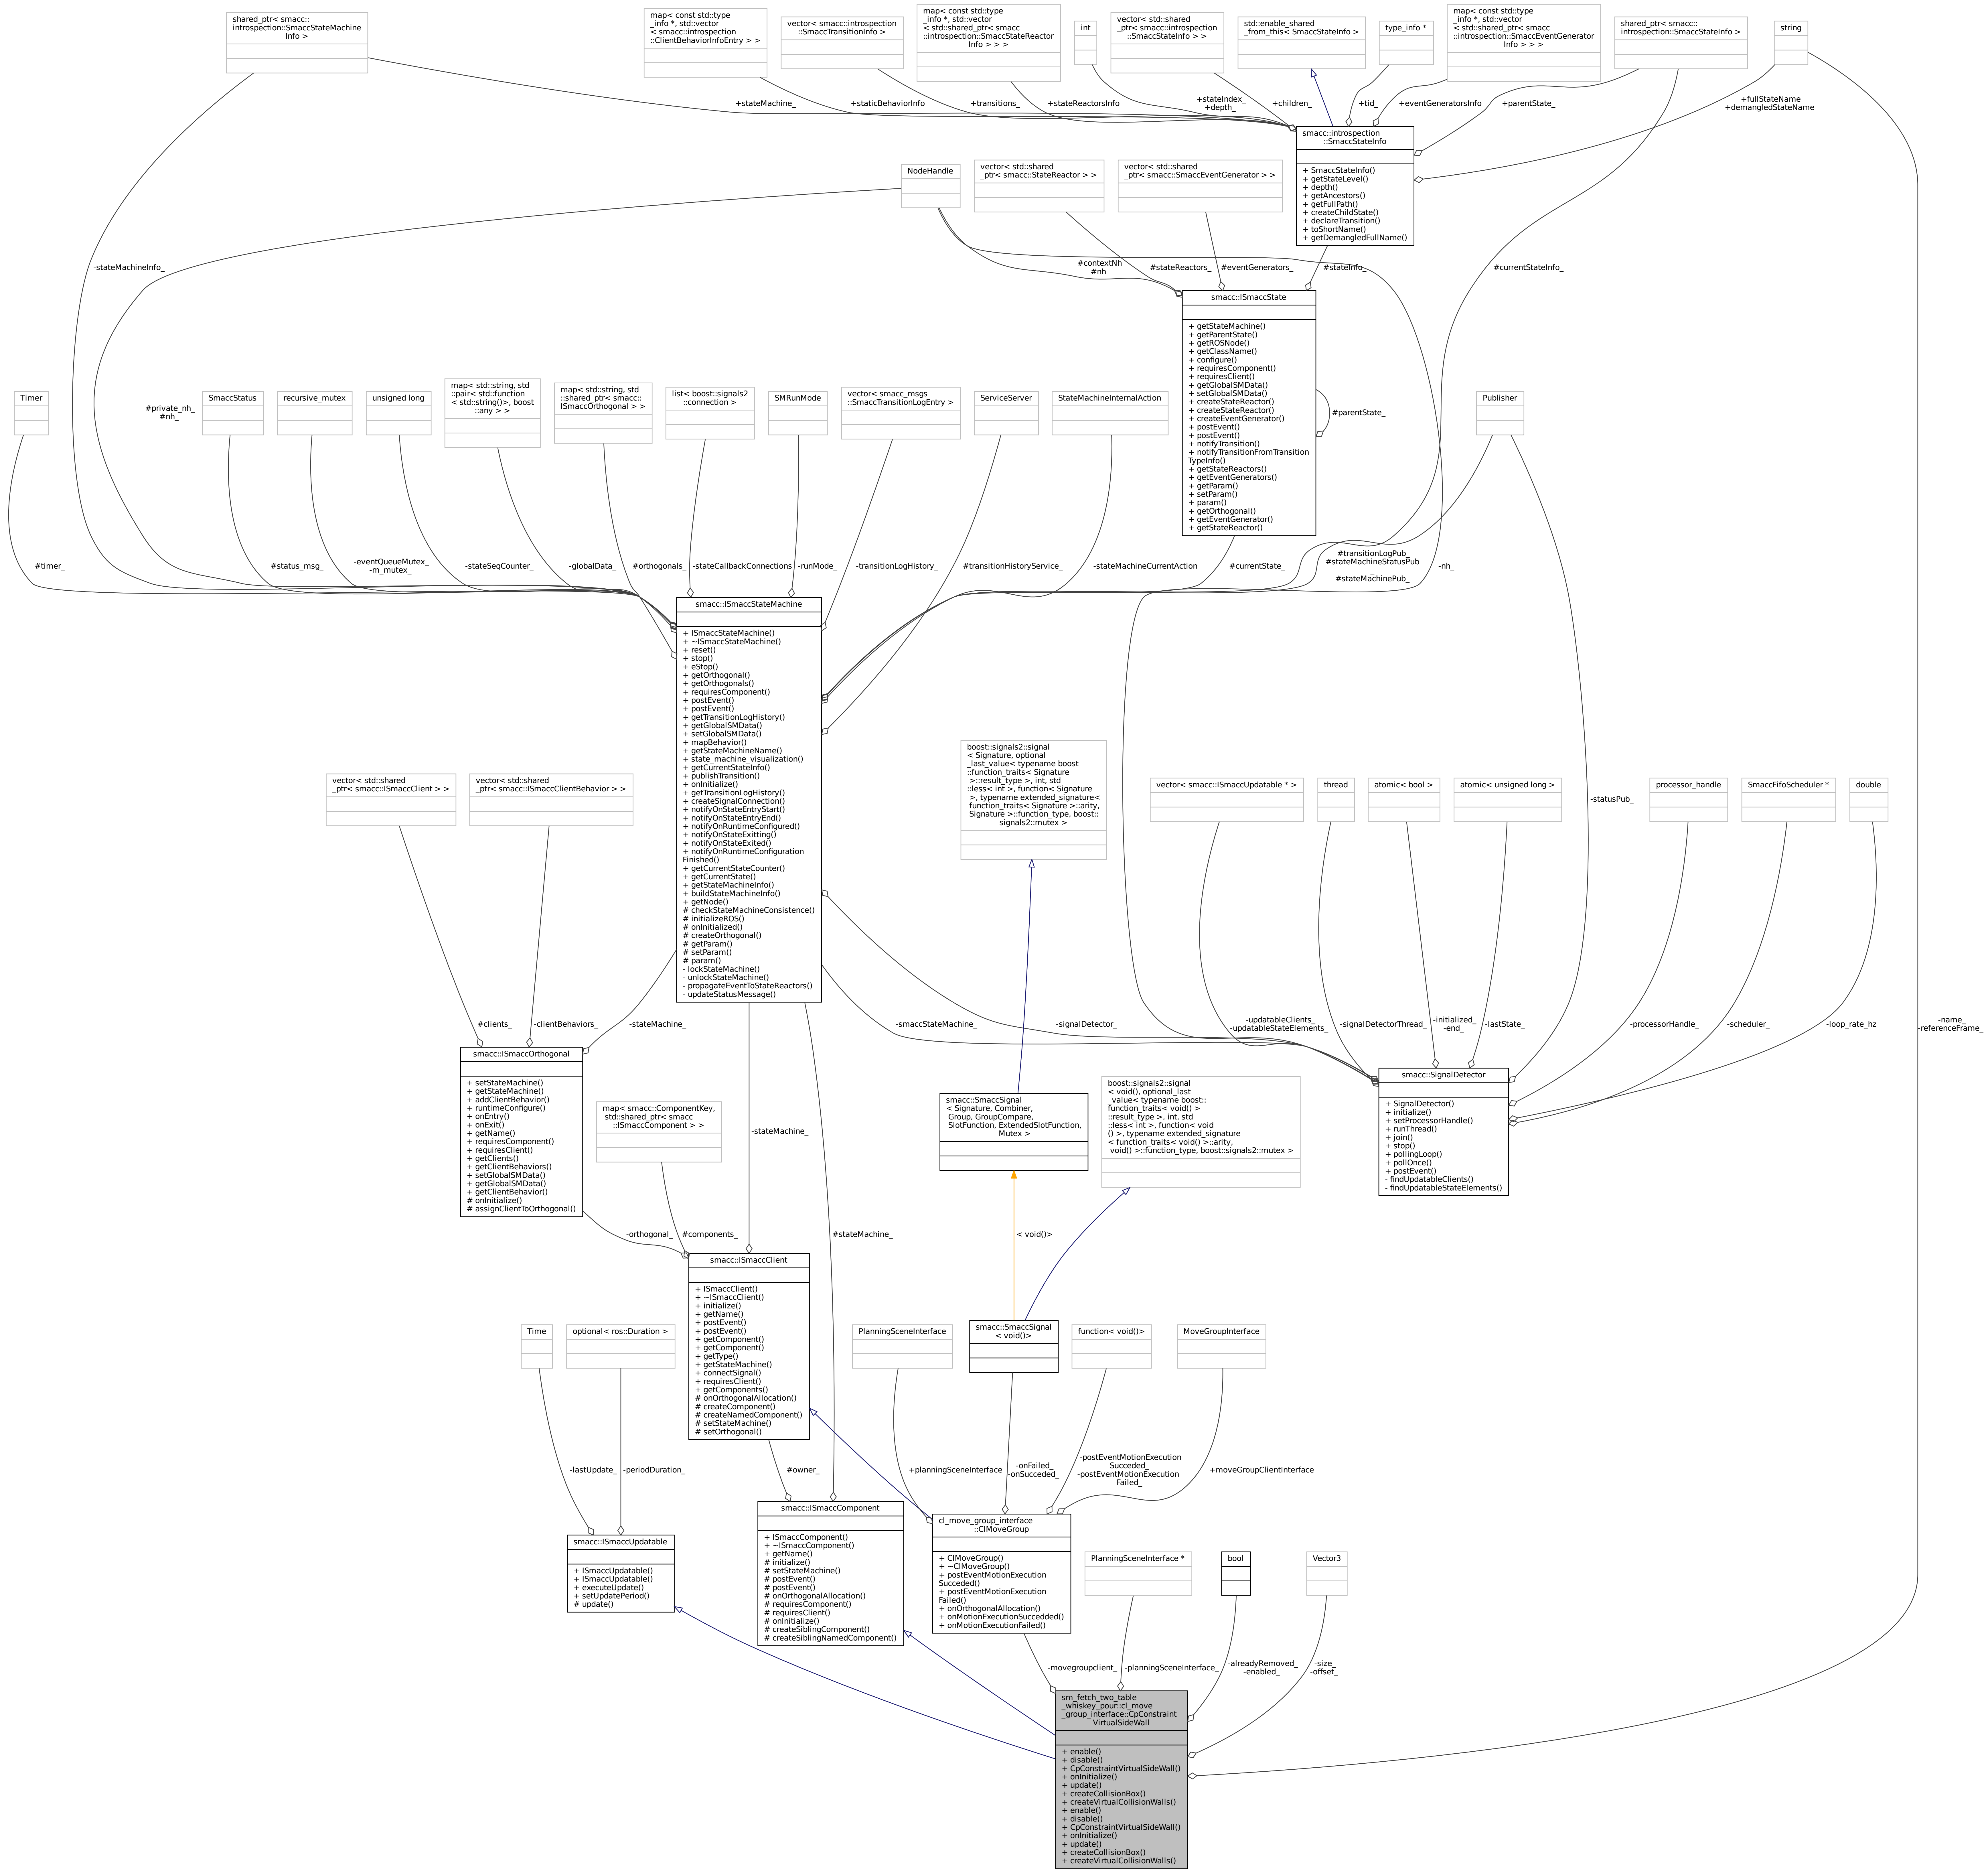 shared_ptr< smacc::
introspection::SmaccStateMachine
Info >
map< const std::type
_info *, std::vector
< smacc::introspection
::ClientBehaviorInfoEntry > >
vector< smacc::introspection
::SmaccTransitionInfo >
map< const std::type
_info *, std::vector
< std::shared_ptr< smacc
::introspection::SmaccStateReactor
Info > > >
int
vector< std::shared
_ptr< smacc::introspection
::SmaccStateInfo > >
std::enable_shared
_from_this< SmaccStateInfo >
type_info *
map< const std::type
_info *, std::vector
< std::shared_ptr< smacc
::introspection::SmaccEventGenerator
Info > > >
shared_ptr< smacc::
introspection::SmaccStateInfo >
string
+stateMachine_
+staticBehaviorInfo
+transitions_
+stateReactorsInfo
+stateIndex_
+depth_
+children_
+tid_
+eventGeneratorsInfo
+parentState_
+fullStateName
+demangledStateName
smacc::introspection
::SmaccStateInfo
+ SmaccStateInfo()
+ getStateLevel()
+ depth()
+ getAncestors()
+ getFullPath()
+ createChildState()
+ declareTransition()
+ toShortName()
+ getDemangledFullName()
NodeHandle
vector< std::shared
_ptr< smacc::StateReactor > >
vector< std::shared
_ptr< smacc::SmaccEventGenerator > >
-stateMachineInfo_
#contextNh
#nh
#stateReactors_
#eventGenerators_
#stateInfo_
#currentStateInfo_
smacc::ISmaccState
+ getStateMachine()
+ getParentState()
+ getROSNode()
+ getClassName()
+ configure()
+ requiresComponent()
+ requiresClient()
+ getGlobalSMData()
+ setGlobalSMData()
+ createStateReactor()
+ createStateReactor()
+ createEventGenerator()
+ postEvent()
+ postEvent()
+ notifyTransition()
+ notifyTransitionFromTransition
TypeInfo()
+ getStateReactors()
+ getEventGenerators()
+ getParam()
+ setParam()
+ param()
+ getOrthogonal()
+ getEventGenerator()
+ getStateReactor()
#parentState_
Timer
#private_nh_
#nh_
SmaccStatus
recursive_mutex
unsigned long
map< std::string, std
::pair< std::function
< std::string()>, boost
::any > >
map< std::string, std
::shared_ptr< smacc::
ISmaccOrthogonal > >
list< boost::signals2
::connection >
SMRunMode
vector< smacc_msgs
::SmaccTransitionLogEntry >
ServiceServer
StateMachineInternalAction
Publisher
#timer_
#status_msg_
-eventQueueMutex_
-m_mutex_
-stateSeqCounter_
-globalData_
#orthogonals_
-stateCallbackConnections
-runMode_
-transitionLogHistory_
#transitionHistoryService_
-stateMachineCurrentAction
#currentState_
#transitionLogPub_
#stateMachineStatusPub
_
#stateMachinePub_
-nh_
smacc::ISmaccStateMachine
+ ISmaccStateMachine()
+ ~ISmaccStateMachine()
+ reset()
+ stop()
+ eStop()
+ getOrthogonal()
+ getOrthogonals()
+ requiresComponent()
+ postEvent()
+ postEvent()
+ getTransitionLogHistory()
+ getGlobalSMData()
+ setGlobalSMData()
+ mapBehavior()
+ getStateMachineName()
+ state_machine_visualization()
+ getCurrentStateInfo()
+ publishTransition()
+ onInitialize()
+ getTransitionLogHistory()
+ createSignalConnection()
+ notifyOnStateEntryStart()
+ notifyOnStateEntryEnd()
+ notifyOnRuntimeConfigured()
+ notifyOnStateExitting()
+ notifyOnStateExited()
+ notifyOnRuntimeConfiguration
Finished()
+ getCurrentStateCounter()
+ getCurrentState()
+ getStateMachineInfo()
+ buildStateMachineInfo()
+ getNode()
# checkStateMachineConsistence()
# initializeROS()
# onInitialized()
# createOrthogonal()
# getParam()
# setParam()
# param()
- lockStateMachine()
- unlockStateMachine()
- propagateEventToStateReactors()
- updateStatusMessage()
vector< std::shared
_ptr< smacc::ISmaccClient > >
vector< std::shared
_ptr< smacc::ISmaccClientBehavior > >
boost::signals2::signal
< Signature, optional
_last_value< typename boost
::function_traits< Signature
>::result_type >, int, std
::less< int >, function< Signature
>, typename extended_signature<
function_traits< Signature >::arity,
Signature >::function_type, boost::
signals2::mutex >
vector< smacc::ISmaccUpdatable * >
thread
atomic< bool >
atomic< unsigned long >
-statusPub_
processor_handle
SmaccFifoScheduler *
double
#clients_
-clientBehaviors_
-stateMachine_
-smaccStateMachine_
-signalDetector_
-updatableClients_
-updatableStateElements_
-signalDetectorThread_
-initialized_
-end_
-lastState_
-processorHandle_
-scheduler_
-loop_rate_hz
-name_
-referenceFrame_
smacc::ISmaccOrthogonal
+ setStateMachine()
+ getStateMachine()
+ addClientBehavior()
+ runtimeConfigure()
+ onEntry()
+ onExit()
+ getName()
+ requiresComponent()
+ requiresClient()
+ getClients()
+ getClientBehaviors()
+ setGlobalSMData()
+ getGlobalSMData()
+ getClientBehavior()
# onInitialize()
# assignClientToOrthogonal()
map< smacc::ComponentKey,
std::shared_ptr< smacc
::ISmaccComponent > >
-stateMachine_
smacc::SmaccSignal
< Signature, Combiner,
Group, GroupCompare,
SlotFunction, ExtendedSlotFunction,
Mutex >
boost::signals2::signal
< void(), optional_last
_value< typename boost::
function_traits< void() >
::result_type >, int, std
::less< int >, function< void
() >, typename extended_signature
< function_traits< void() >::arity,
void() >::function_type, boost::signals2::mutex >
smacc::SignalDetector
+ SignalDetector()
+ initialize()
+ setProcessorHandle()
+ runThread()
+ join()
+ stop()
+ pollingLoop()
+ pollOnce()
+ postEvent()
- findUpdatableClients()
- findUpdatableStateElements()
-orthogonal_
#components_
#stateMachine_
< void()>
smacc::ISmaccClient
+ ISmaccClient()
+ ~ISmaccClient()
+ initialize()
+ getName()
+ postEvent()
+ postEvent()
+ getComponent()
+ getComponent()
+ getType()
+ getStateMachine()
+ connectSignal()
+ requiresClient()
+ getComponents()
# onOrthogonalAllocation()
# createComponent()
# createNamedComponent()
# setStateMachine()
# setOrthogonal()
Time
optional< ros::Duration >
PlanningSceneInterface
smacc::SmaccSignal
< void()>
function< void()>
MoveGroupInterface
-lastUpdate_
-periodDuration_
#owner_
+planningSceneInterface
-onFailed_
-onSucceded_
-postEventMotionExecution
Succeded_
-postEventMotionExecution
Failed_
+moveGroupClientInterface
smacc::ISmaccUpdatable
+ ISmaccUpdatable()
+ ISmaccUpdatable()
+ executeUpdate()
+ setUpdatePeriod()
# update()
smacc::ISmaccComponent
+ ISmaccComponent()
+ ~ISmaccComponent()
+ getName()
# initialize()
# setStateMachine()
# postEvent()
# postEvent()
# onOrthogonalAllocation()
# requiresComponent()
# requiresClient()
# onInitialize()
# createSiblingComponent()
# createSiblingNamedComponent()
cl_move_group_interface
::ClMoveGroup
+ ClMoveGroup()
+ ~ClMoveGroup()
+ postEventMotionExecution
Succeded()
+ postEventMotionExecution
Failed()
+ onOrthogonalAllocation()
+ onMotionExecutionSuccedded()
+ onMotionExecutionFailed()
PlanningSceneInterface *
bool
Vector3
-movegroupclient_
-planningSceneInterface_
-alreadyRemoved_
-enabled_
-size_
-offset_
sm_fetch_two_table
_whiskey_pour::cl_move
_group_interface::CpConstraint
VirtualSideWall
+ enable()
+ disable()
+ CpConstraintVirtualSideWall()
+ onInitialize()
+ update()
+ createCollisionBox()
+ createVirtualCollisionWalls()
+ enable()
+ disable()
+ CpConstraintVirtualSideWall()
+ onInitialize()
+ update()
+ createCollisionBox()
+ createVirtualCollisionWalls()